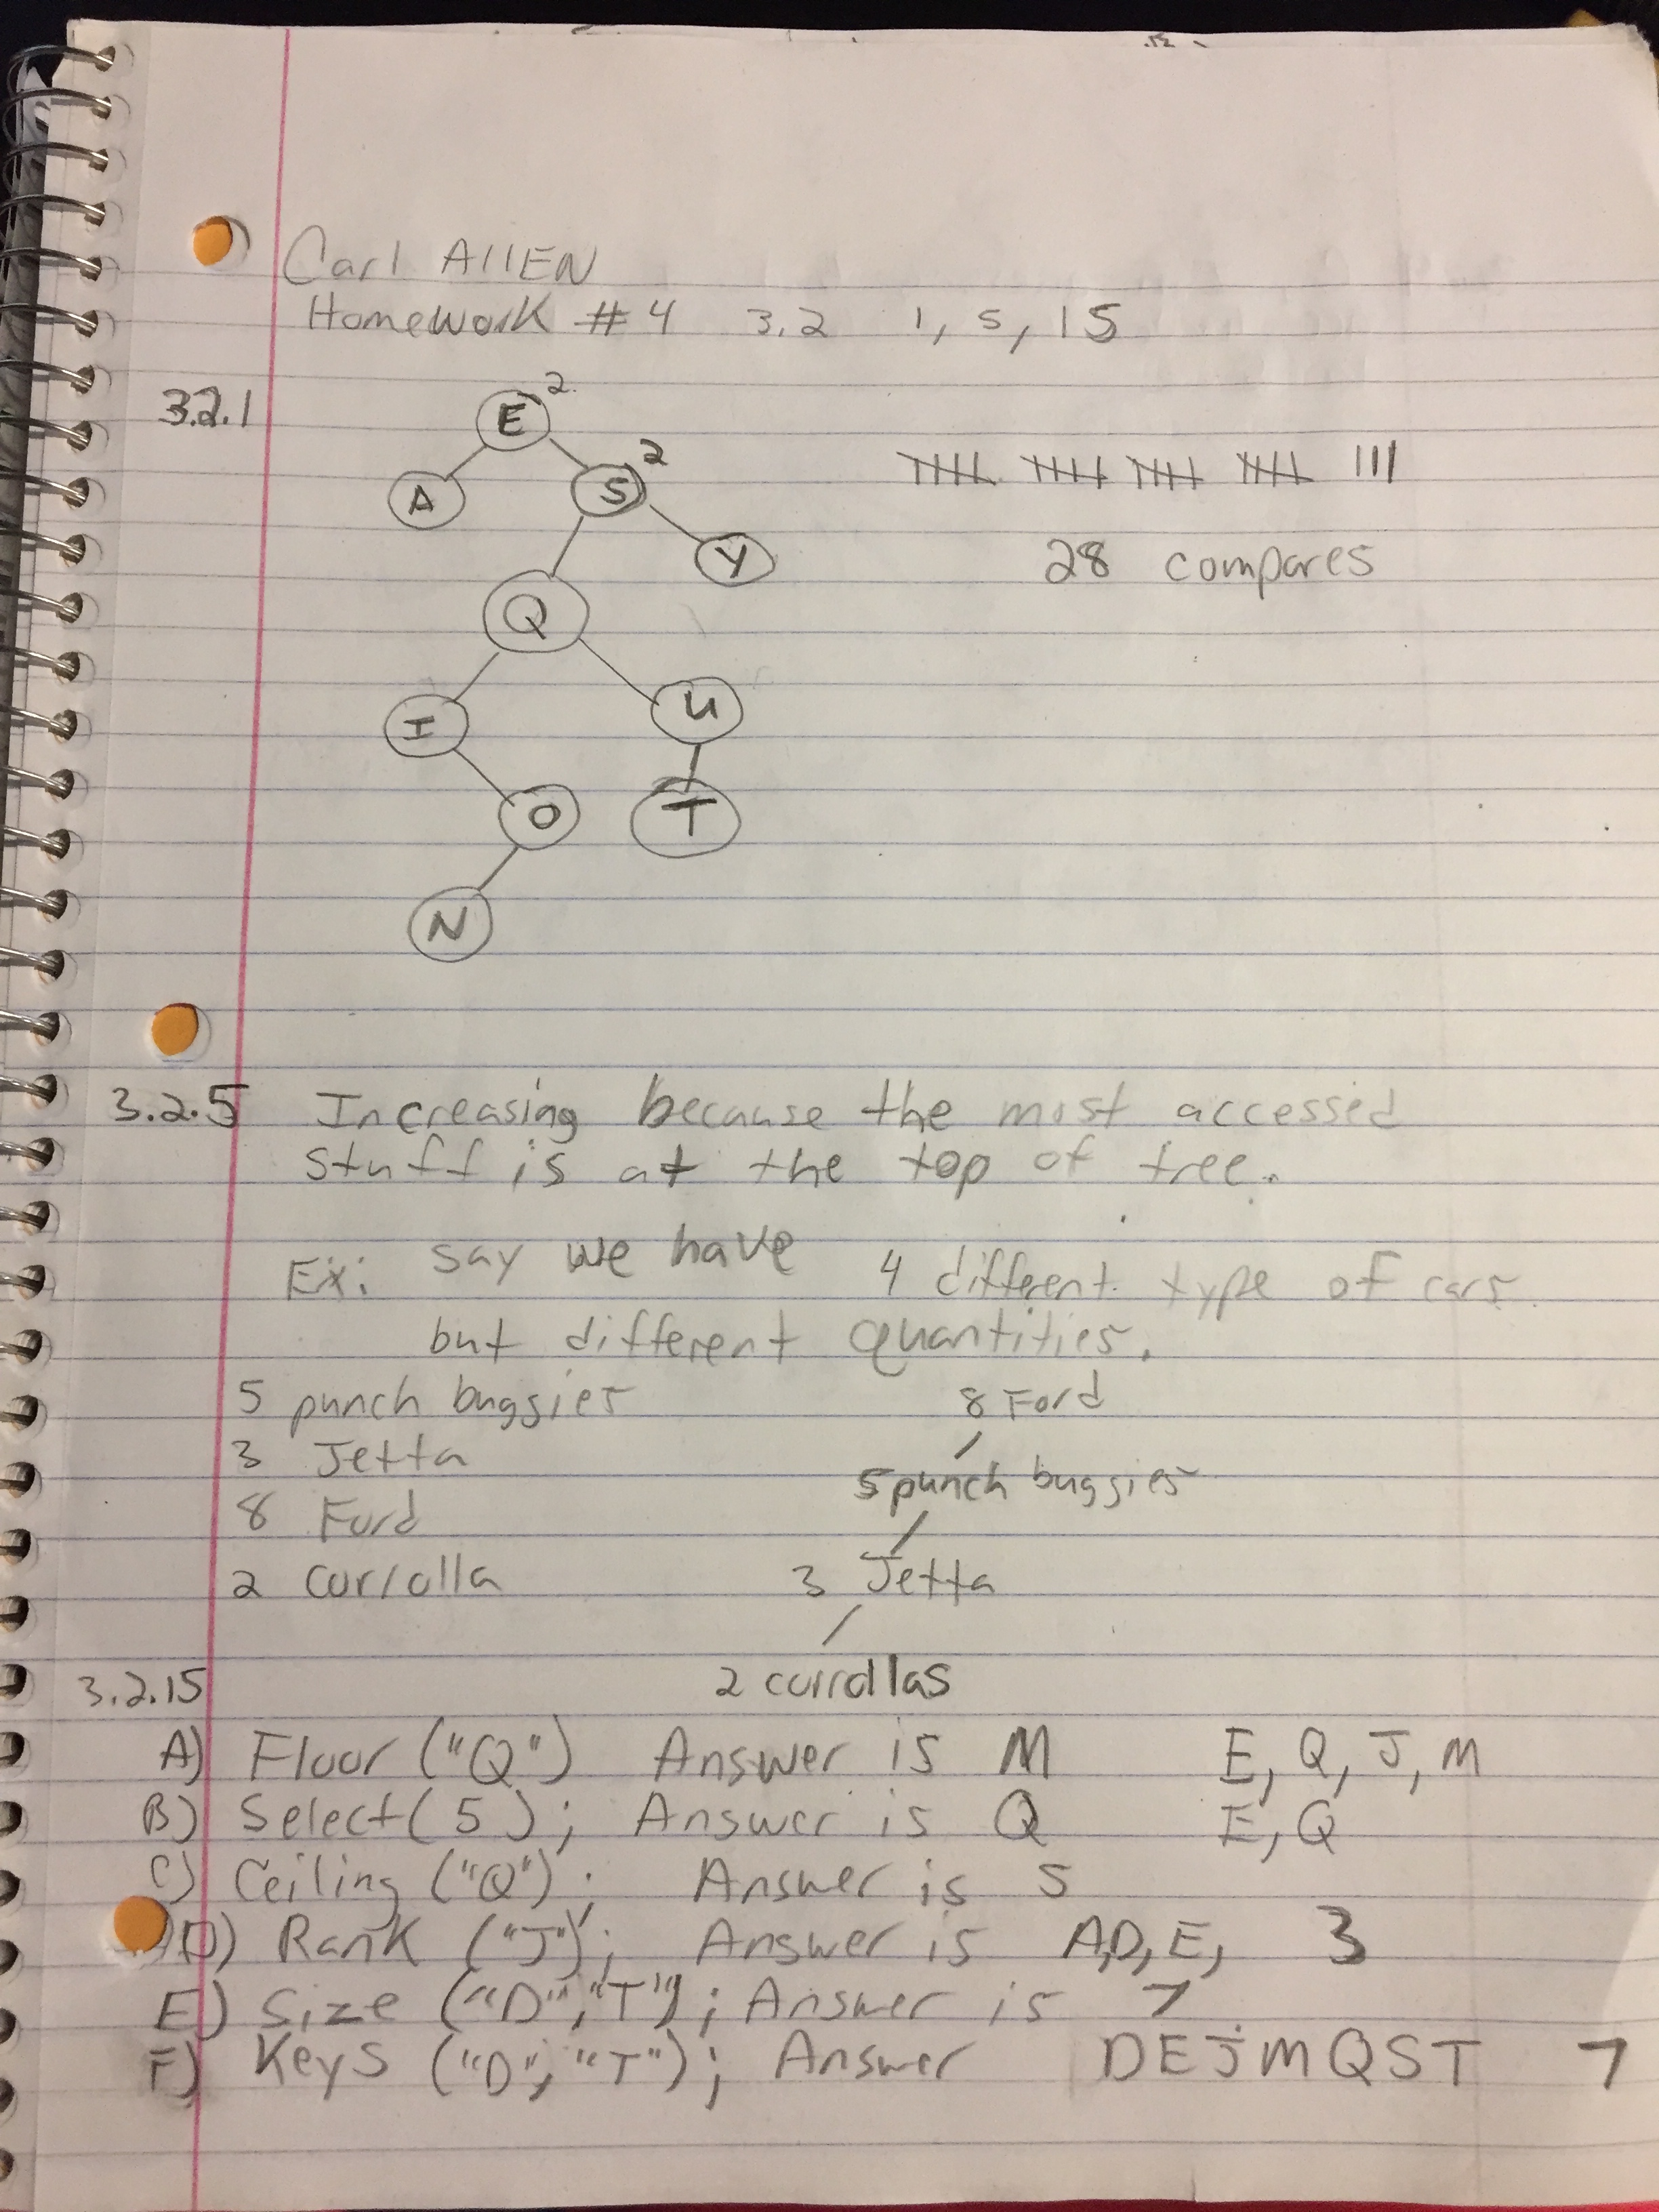 Carl AllEN
Homework #4 3.2 1, 5, 15
3.2.1
E 2
A S 2
Y
28 compares
Q
I U
O T
N
3.2.5 Increasing because the most accessed
stuff is at the top of tree.
Ex: say we have 4 different type of cars
but different quantities.
5 punch buggies 8 Ford
5 punch buggies
3 Jetta
8 Ford
3 Jetta
2 corrolla
2 corrollas
3.2.15
A) Floor ("Q") Answer is M E, Q, J, M
B) Select(5); Answer is Q E, Q
C) Ceiling ("Q"); Answer is S
D) Rank ("J"); Answer is A,D,E, 3
E) Size ("D","T"); Answer is 7
F) Keys ("D", "T"); Answer DEJMQST 7